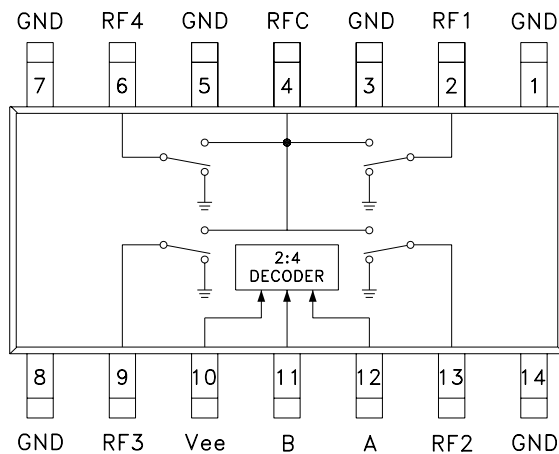 GND RF4 GND RFC GND RF1 GND
7 6 5 4 3 2 1
2:4
DECODER
8 9 10 11 12 13 14
GND RF3 Vee B A RF2 GND